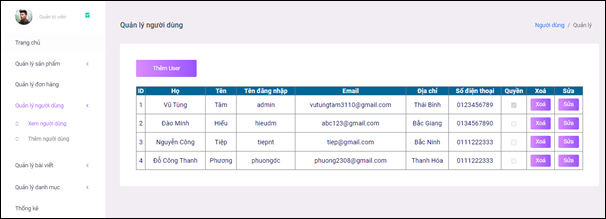 Quản trị viên
Trang chủ
Quản lý sản phẩm
Quản lý đơn hàng
Quản lý người dùng
Xem người dùng
Thêm người dùng
Quản lý bài viết
Quản lý danh mục
Thống kê
Quản lý người dùng
Người dùng / Quản lý
Thêm User
ID Họ Tên Tên đăng nhập Email Địa chỉ Số điện thoại Quyền Xoá Sửa
1 Vũ Tùng Tâm admin vutungtam3110@gmail.com Thái Bình 0123456789 Xoá Sửa
2 Đào Minh Hiếu hieudm abc123@gmail.com Bắc Giang 0134567890 Xoá Sửa
3 Nguyễn Công Tiệp tiepnt tiep@gmail.com Bắc Ninh 0111222333 Xoá Sửa
4 Đỗ Công Thanh Phương phuongdc phuong2308@gmail.com Thanh Hóa 0111222333 Xoá Sửa